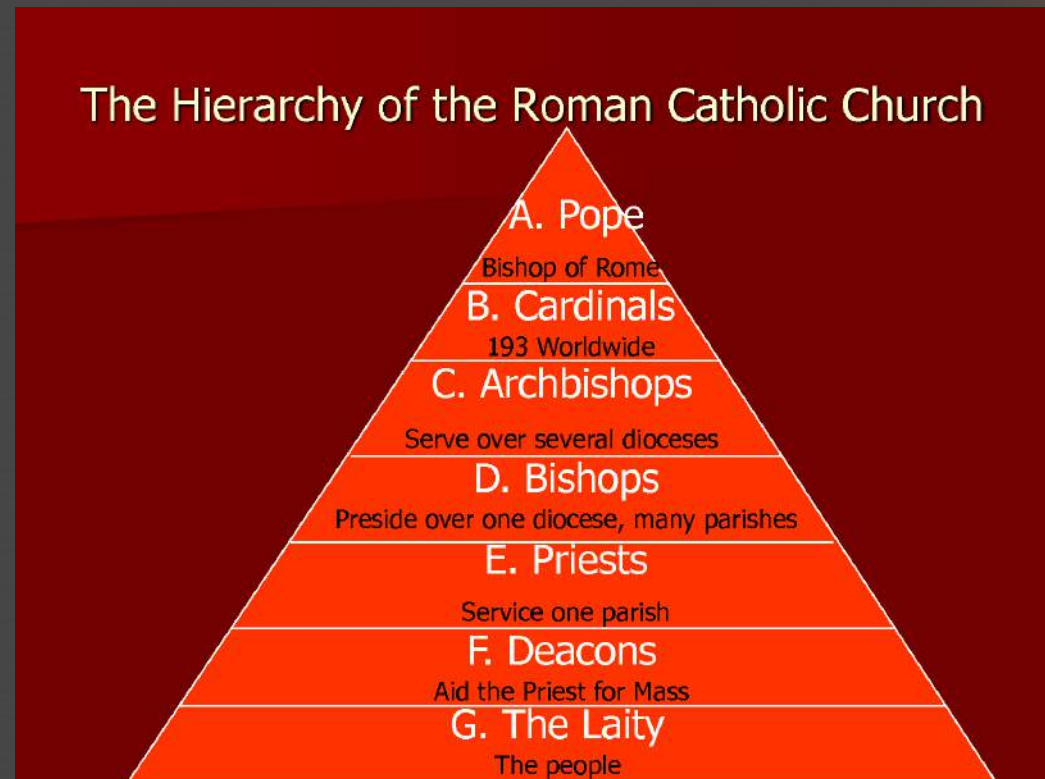 The Hierarchy of the Roman Catholic Church
A. Pope
Bishop of Rome
B. Cardinals
193 Worldwide
C. Archbishops
Serve over several dioceses
D. Bishops
Preside over one diocese, many parishes
E. Priests
Service one parish
F. Deacons
Aid the Priest for Mass
G. The Laity
The people